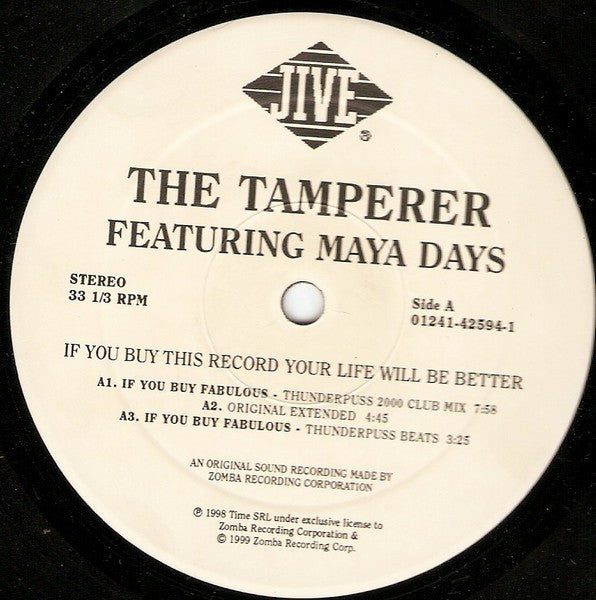 JIVE
THE TAMPERER
FEATURING MAYA DAYS
STEREO
33 1/3 RPM
Side A
01241-42594-1
IF YOU BUY THIS RECORD YOUR LIFE WILL BE BETTER
A1. IF YOU BUY FABULOUS - THUNDERPUSS 2000 CLUB MIX 7:58
A2. ORIGINAL EXTENDED 4:45
A3. IF YOU BUY FABULOUS - THUNDERPUSS BEATS 3:25
AN ORIGINAL SOUND RECORDING MADE BY
ZOMBA RECORDING CORPORATION
℗ 1998 Time SRL under exclusive license to
Zomba Recording Corporation &
© 1999 Zomba Recording Corp.